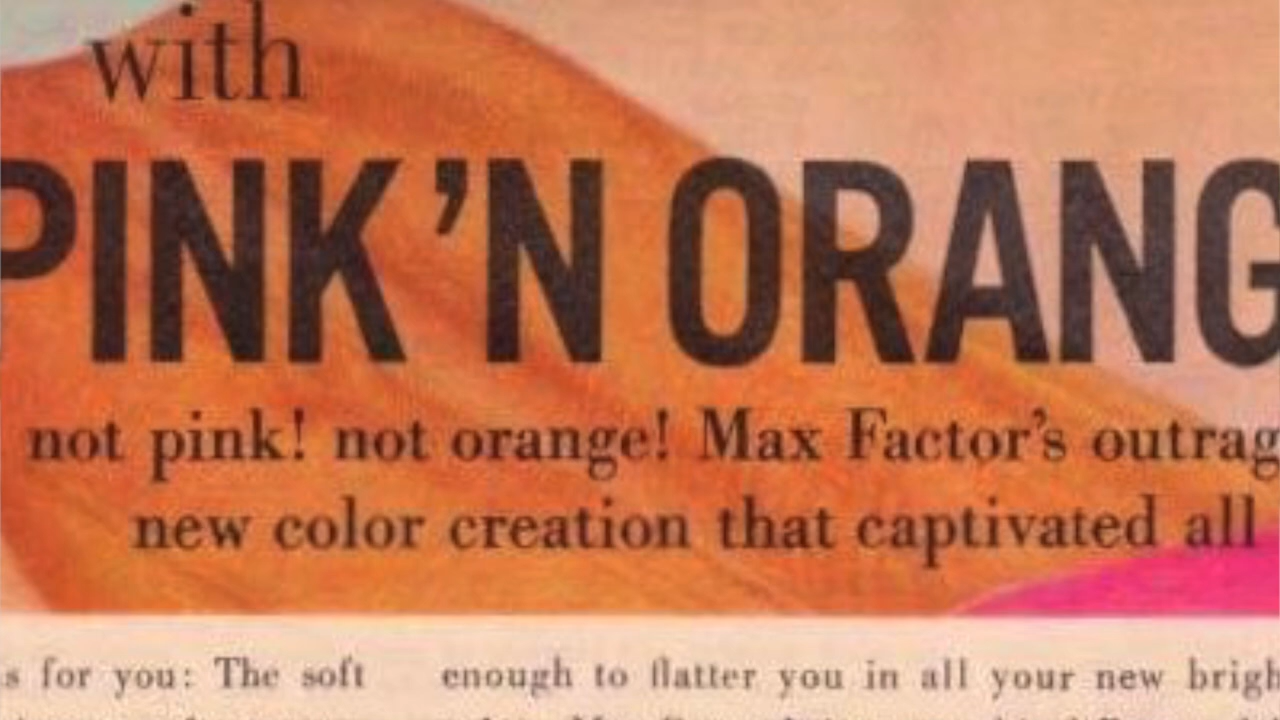 with
PINK 'N ORANG
not pink! not orange! Max Factor's outrag
new color creation that captivated all
s for you: The soft
enough to flatter you in all your new brigh